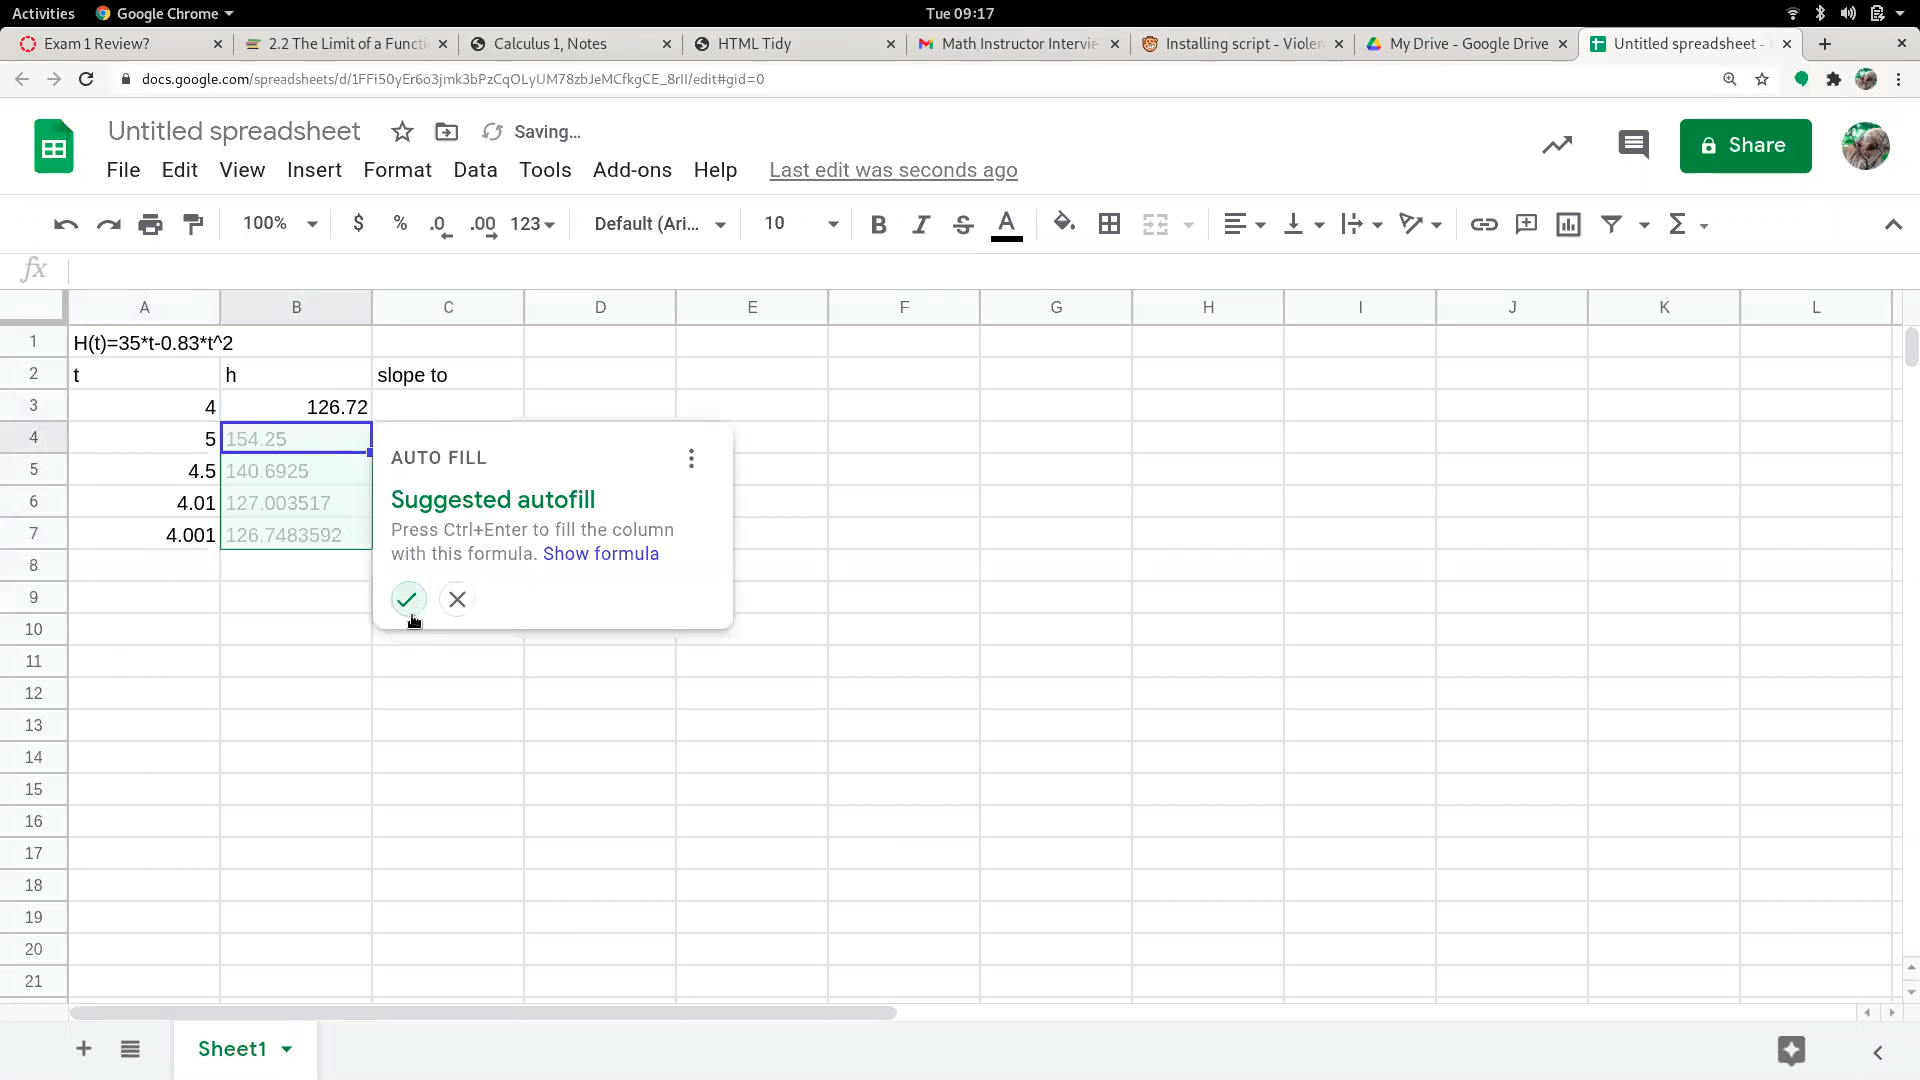 Activities Google Chrome Tue 09:17
Exam 1 Review? 2.2 The Limit of a Functi Calculus 1, Notes HTML Tidy Math Instructor Intervie Installing script - Violen My Drive - Google Drive Untitled spreadsheet -
docs.google.com/spreadsheets/d/1FFi50yEr6o3jmk3bPzCqOLyUM78zbJeMCfkgCE_8rII/edit#gid=0
Untitled spreadsheet Saving...
Share
File Edit View Insert Format Data Tools Add-ons Help Last edit was seconds ago
100% $ % .0 .00 123 Default (Ari... 10 B I S A Σ
fx
A B C D E F G H I J K L
1 H(t)=35*t-0.83*t^2
2 t h slope to
3 4 126.72
4 5 154.25
5 4.5 140.6925
6 4.01 127.003517
7 4.001 126.7483592
AUTO FILL
Suggested autofill
Press Ctrl+Enter to fill the column
with this formula. Show formula
8
9
10
11
12
13
14
15
16
17
18
19
20
21
Sheet1